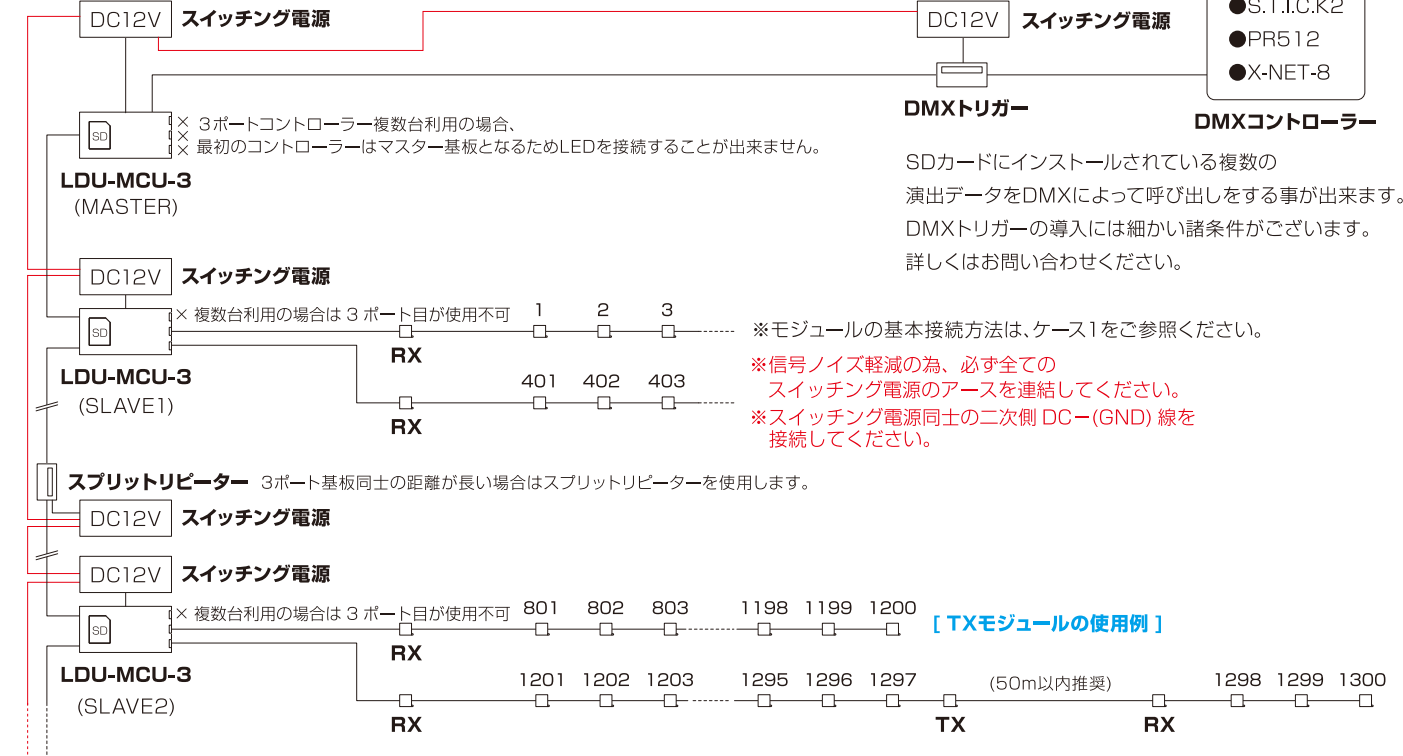 DC12V スイッチング電源
DC12V スイッチング電源
●S.T.I.C.K2
●PR512
●X-NET-8
DMXトリガー
DMXコントローラー
SD
× 3ポートコントローラー複数台利用の場合、
×
× 最初のコントローラーはマスター基板となるためLEDを接続することが出来ません。
LDU-MCU-3
(MASTER)
SDカードにインストールされている複数の
演出データをDMXによって呼び出しをする事が出来ます。
DMXトリガーの導入には細かい諸条件がございます。
詳しくはお問い合わせください。
DC12V スイッチング電源
× 複数台利用の場合は 3 ポート目が使用不可
1 2 3
SD
RX
LDU-MCU-3
(SLAVE1)
401 402 403
RX
※モジュールの基本接続方法は、ケース1をご参照ください。
※信号ノイズ軽減の為、必ず全ての
スイッチング電源のアースを連結してください。
※スイッチング電源同士の二次側 DC−(GND) 線を
接続してください。
スプリットリピーター 3ポート基板同士の距離が長い場合はスプリットリピーターを使用します。
DC12V スイッチング電源
DC12V スイッチング電源
× 複数台利用の場合は 3 ポート目が使用不可
801 802 803 1198 1199 1200
[ TXモジュールの使用例 ]
SD
RX
LDU-MCU-3
(SLAVE2)
1201 1202 1203 1295 1296 1297 (50m以内推奨) 1298 1299 1300
RX TX RX